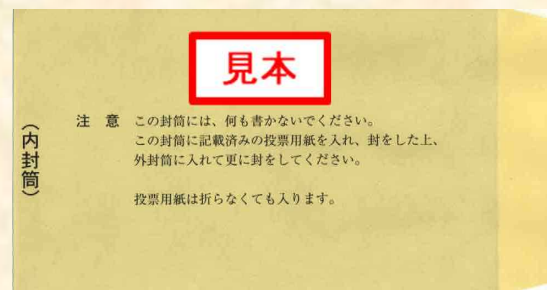 見本
(内封筒)
注意 この封筒には、何も書かないでください。
この封筒に記載済みの投票用紙を入れ、封をした上、
外封筒に入れて更に封をしてください。
投票用紙は折らなくても入ります。